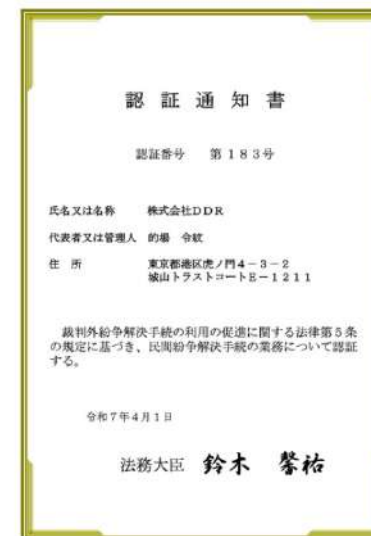 認証通知書
認証番号　第183号
氏名又は名称　株式会社DDR
代表者又は管理人　的場　令紋
住　所　東京都港区虎ノ門4－3－2
城山トラストコートE－1211
裁判外紛争解決手続の利用の促進に関する法律第5条
の規定に基づき、民間紛争解決手続の業務について認証
する。
令和7年4月1日
法務大臣　鈴木　馨祐